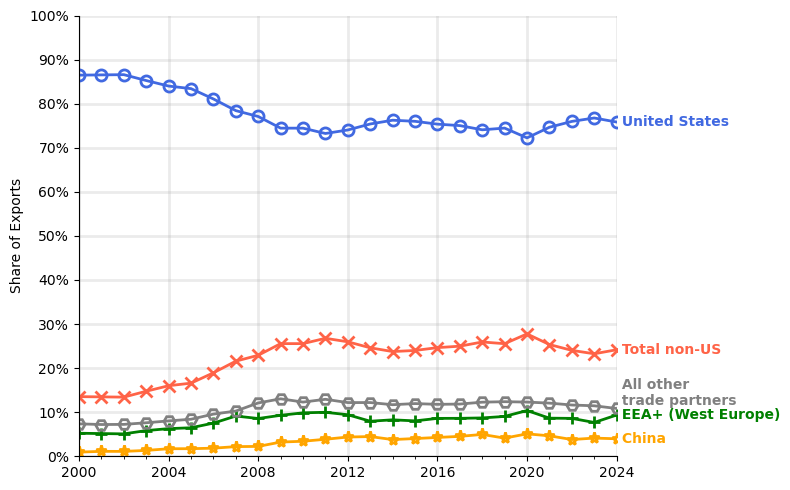 100%
90%
80%
70%
60%
50%
40%
30%
20%
10%
0%
Share of Exports
2000
2004
2008
2012
2016
2020
2024
United States
Total non-US
All other
trade partners
EEA+ (West Europe)
China